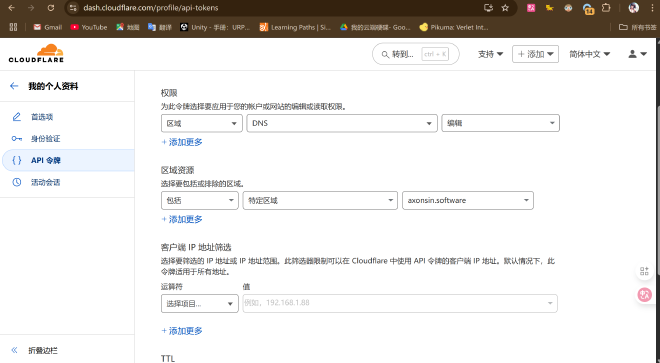 dash.cloudflare.com/profile/api-tokens
14
Gmail
YouTube
地图
翻译
Unity - 手册：URP...
Learning Paths | Si...
我的云端硬碟- Goo...
Pikuma: Verlet Int...
所有书签
CLOUDFLARE
转到...
ctrl + K
支持
+ 添加
简体中文
← 我的个人资料
首选项
身份验证
API 令牌
活动会话
折叠边栏
权限
为此令牌选择要应用于您的帐户或网站的编辑或读取权限。
区域
DNS
编辑
+ 添加更多
区域资源
选择要包括或排除的区域。
包括
特定区域
axonsin.software
+ 添加更多
客户端 IP 地址筛选
选择要筛选的 IP 地址或 IP 地址范围。此筛选器限制可以在 Cloudflare 中使用 API 令牌的客户端 IP 地址。默认情况下，此
令牌适用于所有地址。
运算符
值
选择项目...
例如，192.168.1.88
+ 添加更多
TTL